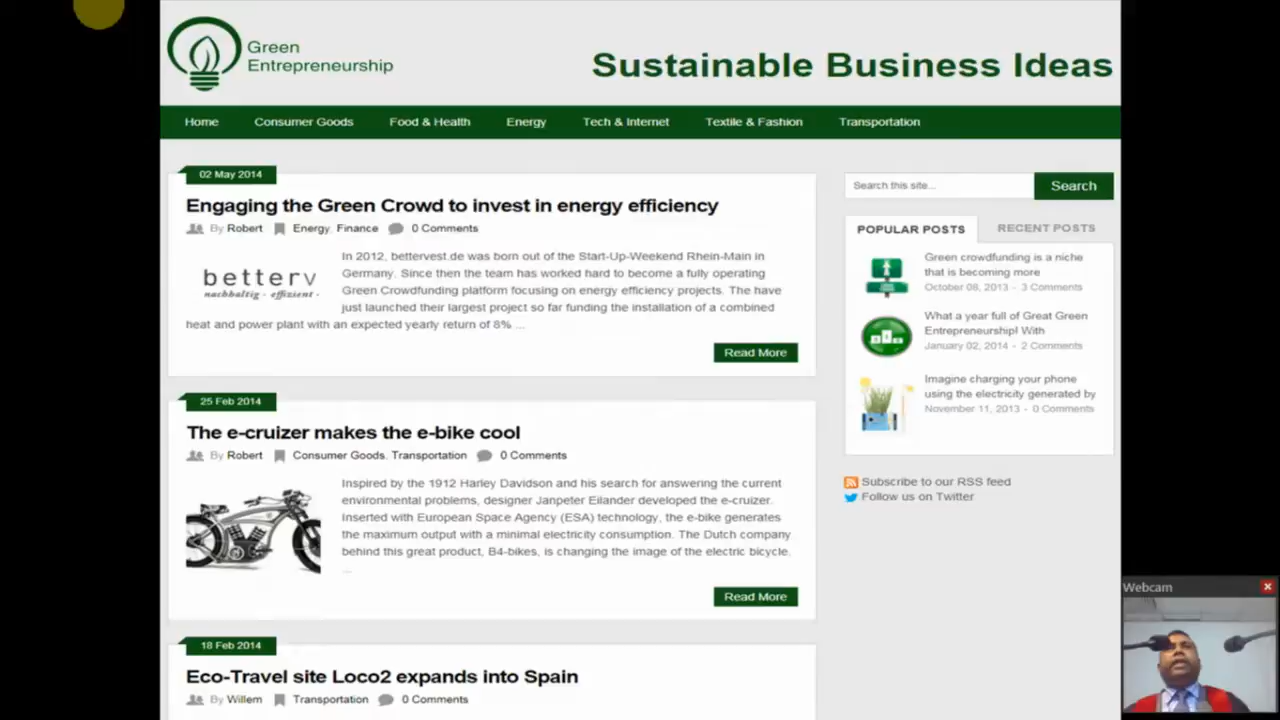 Green
Entrepreneurship
Sustainable Business Ideas
Home Consumer Goods Food & Health Energy Tech & Internet Textile & Fashion Transportation
02 May 2014
Engaging the Green Crowd to invest in energy efficiency
By Robert Energy, Finance 0 Comments
betterv
nachhaltig · effizient ·
In 2012, bettervest.de was born out of the Start-Up-Weekend Rhein-Main in
Germany. Since then the team has worked hard to become a fully operating
Green Crowdfunding platform focusing on energy efficiency projects. The have
just launched their largest project so far funding the installation of a combined
heat and power plant with an expected yearly return of 8% ...
Read More
25 Feb 2014
The e-cruizer makes the e-bike cool
By Robert Consumer Goods, Transportation 0 Comments
Inspired by the 1912 Harley Davidson and his search for answering the current
environmental problems, designer Janpeter Eilander developed the e-cruizer.
Inserted with European Space Agency (ESA) technology, the e-bike generates
the maximum output with a minimal electricity consumption. The Dutch company
behind this great product, B4-bikes, is changing the image of the electric bicycle.
...
Read More
18 Feb 2014
Eco-Travel site Loco2 expands into Spain
By Willem Transportation 0 Comments
Search this site...
Search
POPULAR POSTS RECENT POSTS
Green crowdfunding is a niche
that is becoming more
October 08, 2013 - 3 Comments
What a year full of Great Green
Entrepreneurship! With
January 02, 2014 - 2 Comments
Imagine charging your phone
using the electricity generated by
November 11, 2013 - 0 Comments
Subscribe to our RSS feed
Follow us on Twitter
Webcam